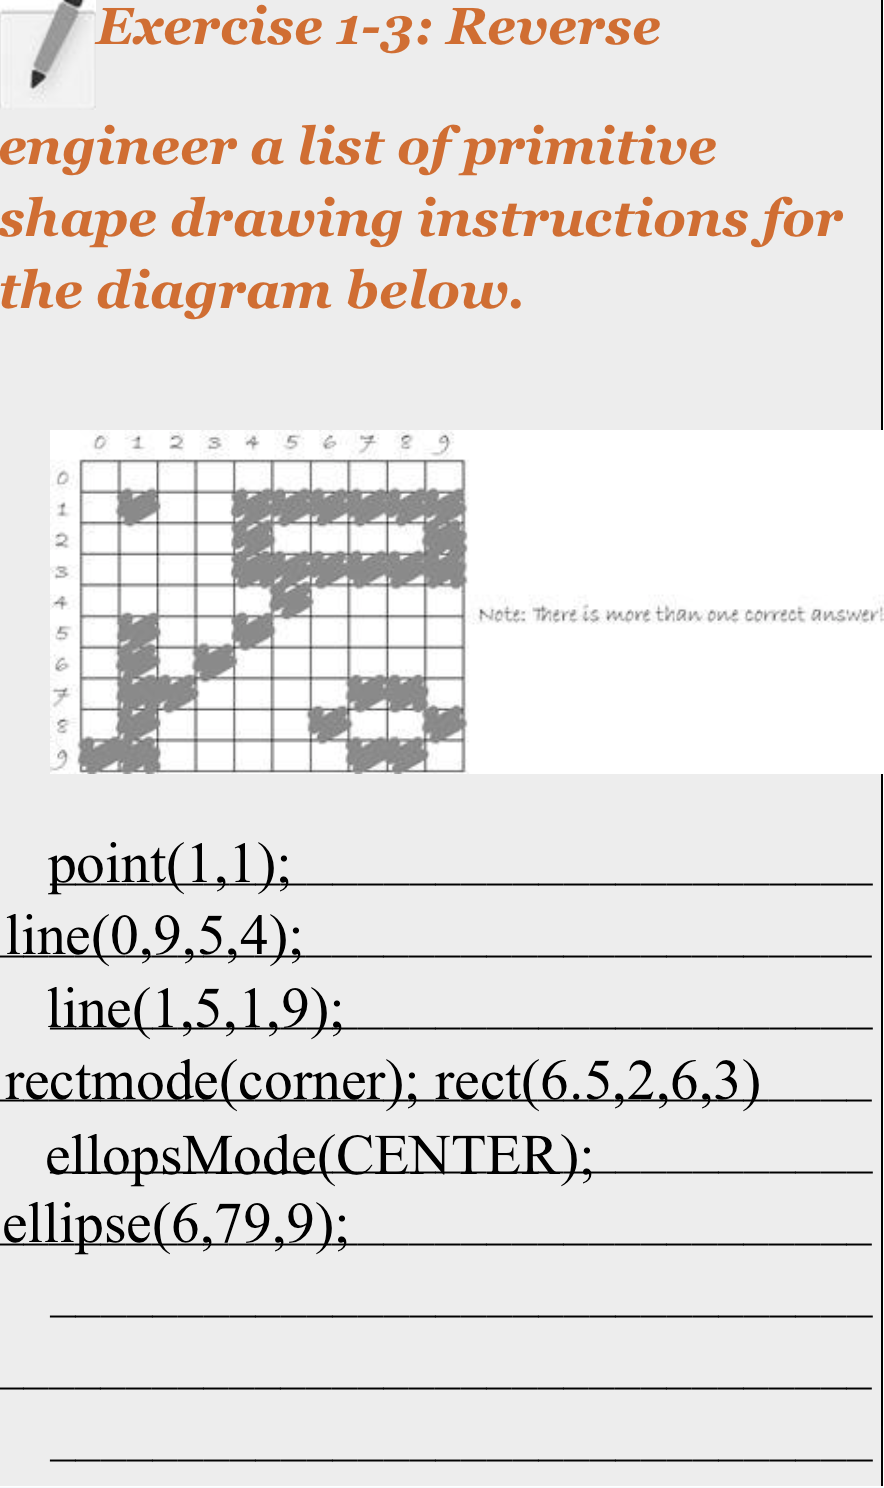 Exercise 1-3: Reverse
engineer a list of primitive
shape drawing instructions for
the diagram below.
0 1 2 3 4 5 6 7 8 9
0
1
2
3
4
Note: There is more than one correct answer!
5
6
7
8
9
point(1,1);
line(0,9,5,4);
line(1,5,1,9);
rectmode(corner); rect(6.5,2,6,3)
ellopsMode(CENTER);
ellipse(6,79,9);